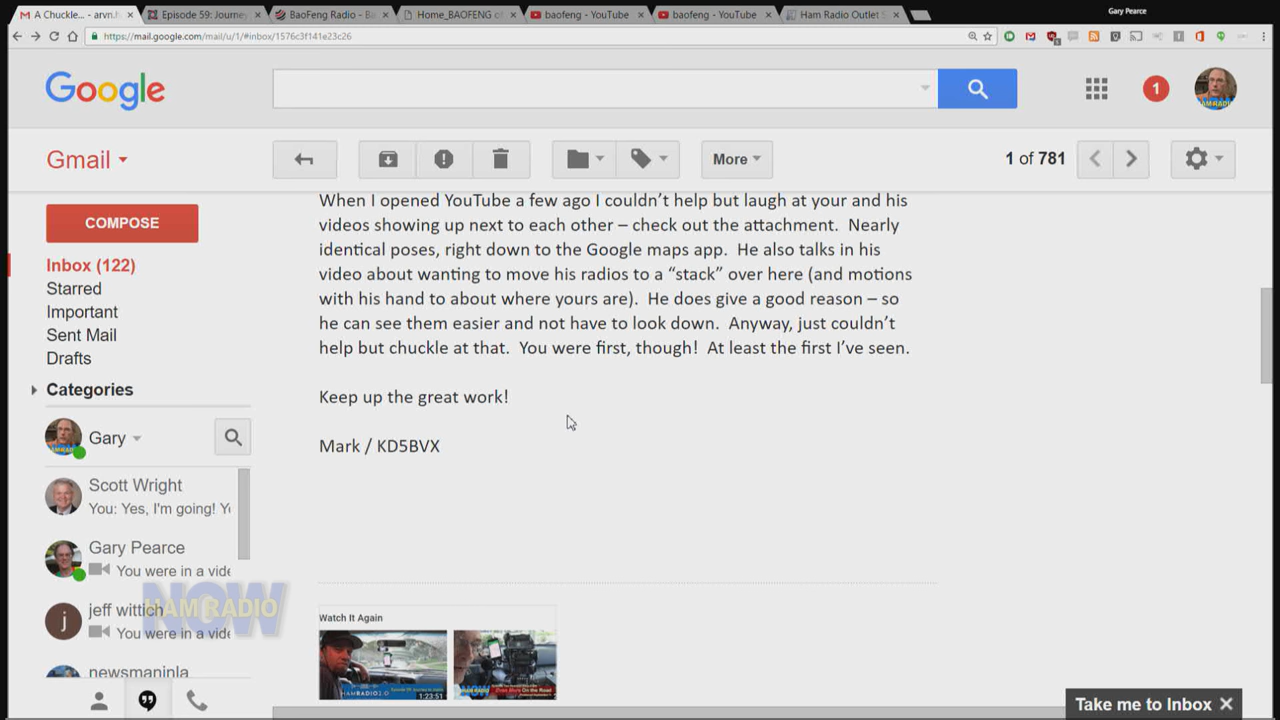 A Chuckle... - arvn.h
Episode 59: Journey
BaoFeng Radio - Ba
Home_BAOFENG of
baofeng - YouTube
baofeng - YouTube
Ham Radio Outlet S
Gary Pearce
https://mail.google.com/mail/u/1/#inbox/1576c3f141e23c26
Google
1
HAM RADIO
Gmail
More
1 of 781
COMPOSE
Inbox (122)
Starred
Important
Sent Mail
Drafts
Categories
Gary
Scott Wright
You: Yes, I'm going! Y
Gary Pearce
You were in a vide
jeff wittich
You were in a vide
newsmaninla
When I opened YouTube a few ago I couldn’t help but laugh at your and his
videos showing up next to each other – check out the attachment. Nearly
identical poses, right down to the Google maps app. He also talks in his
video about wanting to move his radios to a “stack” over here (and motions
with his hand to about where yours are). He does give a good reason – so
he can see them easier and not have to look down. Anyway, just couldn’t
help but chuckle at that. You were first, though! At least the first I’ve seen.
Keep up the great work!
Mark / KD5BVX
HAM RADIO
NOW
Watch It Again
HAMRADIO2.0
1:23:51
On the Road
Take me to Inbox